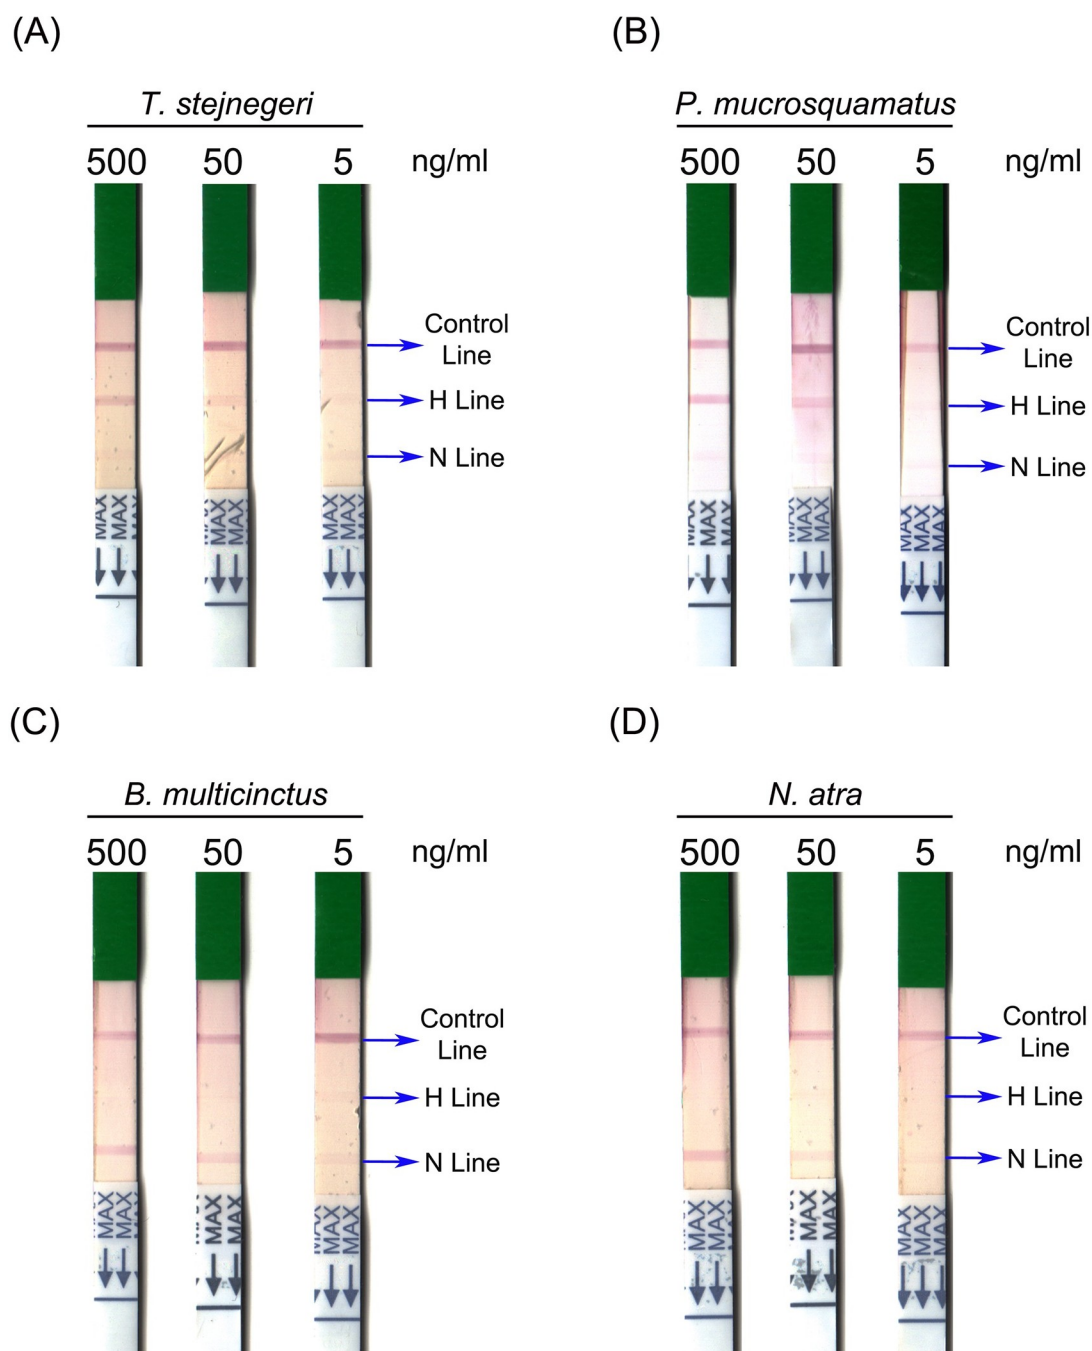 (A)
T. stejnegeri
500 50 5 ng/ml
Control
Line
H Line
N Line
MAX MAX
MAX MAX
MAX MAX
(B)
P. mucrosquamatus
500 50 5 ng/ml
Control
Line
H Line
N Line
MAX
MAX MAX
MAX MAX MAX
(C)
B. multicinctus
500 50 5 ng/ml
Control
Line
H Line
N Line
MAX MAX
MAX MAX
MAX MAX
(D)
N. atra
500 50 5 ng/ml
Control
Line
H Line
N Line
MAX MAX
MAX MAX
MAX MAX MAX